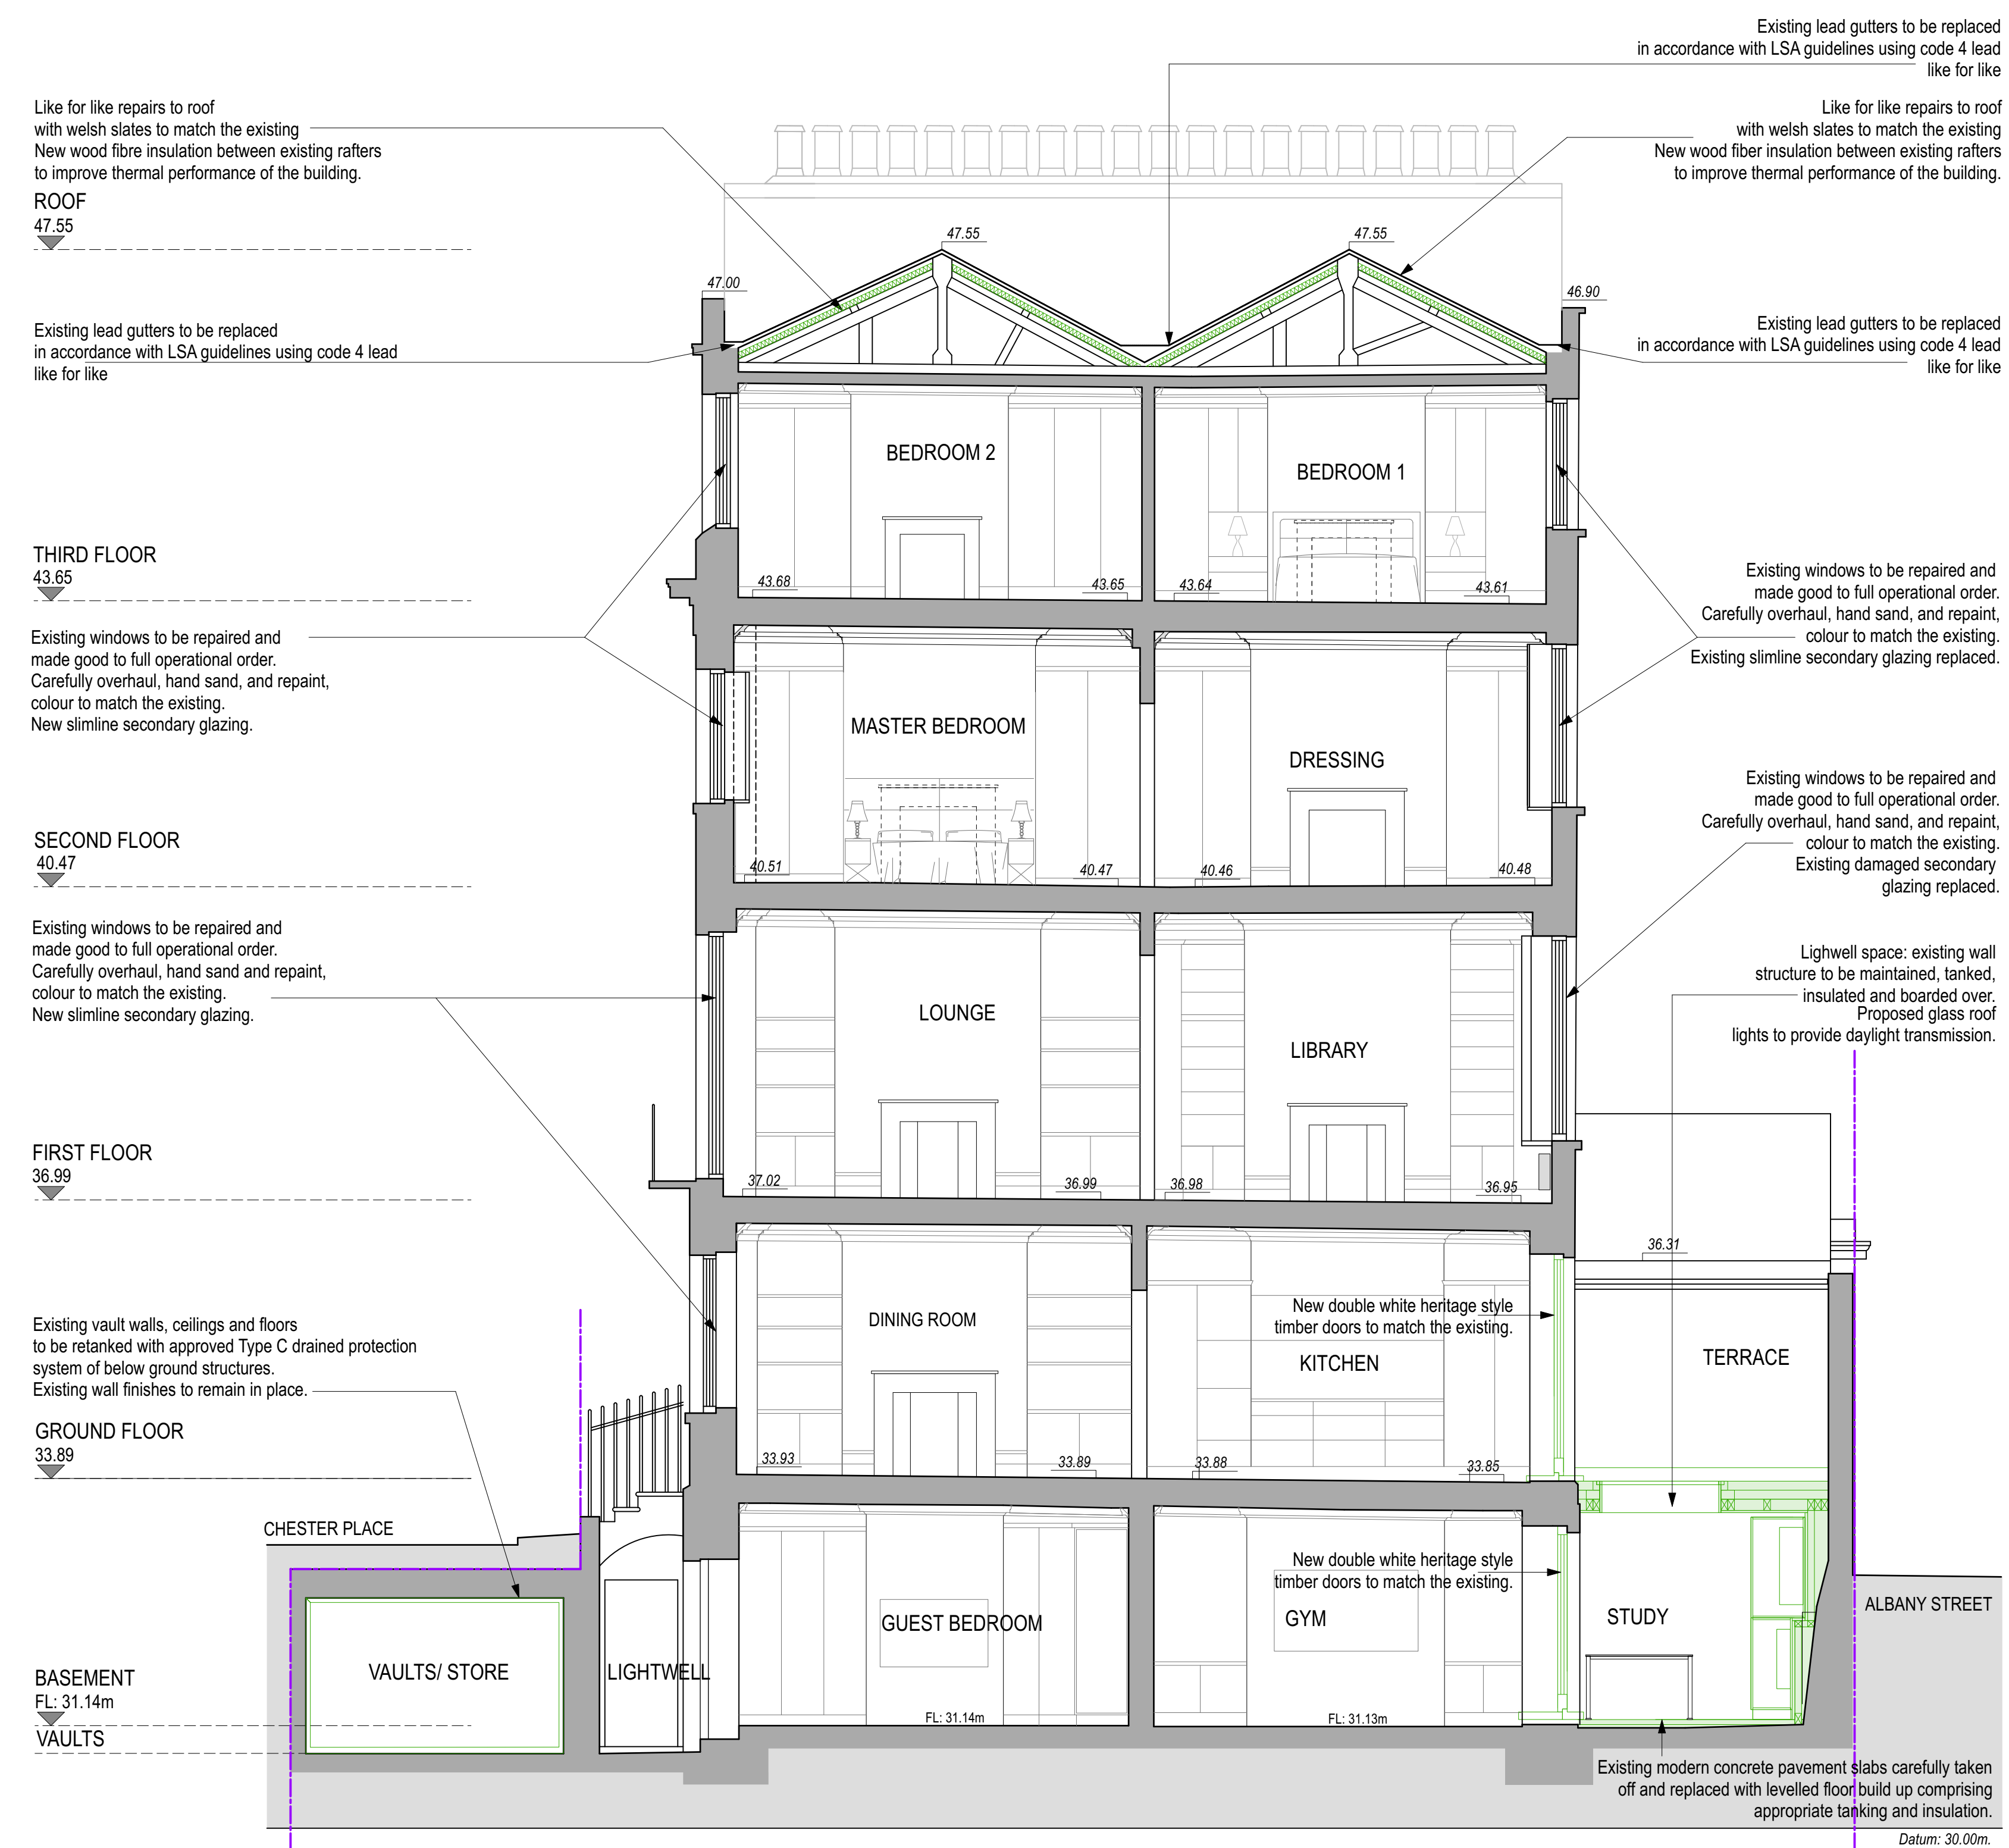 Existing lead gutters to be replaced
in accordance with LSA guidelines using code 4 lead
like for like
Like for like repairs to roof
with welsh slates to match the existing
New wood fibre insulation between existing rafters
to improve thermal performance of the building.
ROOF
47.55
Like for like repairs to roof
with welsh slates to match the existing
New wood fiber insulation between existing rafters
to improve thermal performance of the building.
47.55
47.55
47.00
46.90
Existing lead gutters to be replaced
in accordance with LSA guidelines using code 4 lead
like for like
Existing lead gutters to be replaced
in accordance with LSA guidelines using code 4 lead
like for like
BEDROOM 2
BEDROOM 1
THIRD FLOOR
43.65
43.68
43.65
43.64
43.61
Existing windows to be repaired and
made good to full operational order.
Carefully overhaul, hand sand, and repaint,
colour to match the existing.
Existing slimline secondary glazing replaced.
Existing windows to be repaired and
made good to full operational order.
Carefully overhaul, hand sand, and repaint,
colour to match the existing.
New slimline secondary glazing.
MASTER BEDROOM
DRESSING
Existing windows to be repaired and
made good to full operational order.
Carefully overhaul, hand sand, and repaint,
colour to match the existing.
Existing damaged secondary
glazing replaced.
SECOND FLOOR
40.47
40.51
40.47
40.46
40.48
Existing windows to be repaired and
made good to full operational order.
Carefully overhaul, hand sand and repaint,
colour to match the existing.
New slimline secondary glazing.
Lighwell space: existing wall
structure to be maintained, tanked,
insulated and boarded over.
Proposed glass roof
lights to provide daylight transmission.
LOUNGE
LIBRARY
FIRST FLOOR
36.99
37.02
36.99
36.98
36.95
36.31
Existing vault walls, ceilings and floors
to be retanked with approved Type C drained protection
system of below ground structures.
Existing wall finishes to remain in place.
DINING ROOM
New double white heritage style
timber doors to match the existing.
KITCHEN
TERRACE
GROUND FLOOR
33.89
33.93
33.89
33.88
33.85
CHESTER PLACE
New double white heritage style
timber doors to match the existing.
GUEST BEDROOM
GYM
STUDY
ALBANY STREET
VAULTS/ STORE
LIGHTWELL
BASEMENT
FL: 31.14m
VAULTS
FL: 31.14m
FL: 31.13m
Existing modern concrete pavement slabs carefully taken
off and replaced with levelled floor build up comprising
appropriate tanking and insulation.
Datum: 30.00m.